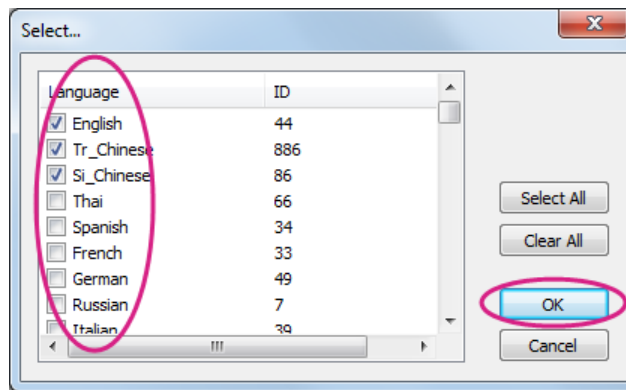 Select...
Language ID
English 44
Tr_Chinese 886
Si_Chinese 86
Thai 66
Spanish 34
French 33
German 49
Russian 7
Italian 39
Select All
Clear All
OK
Cancel